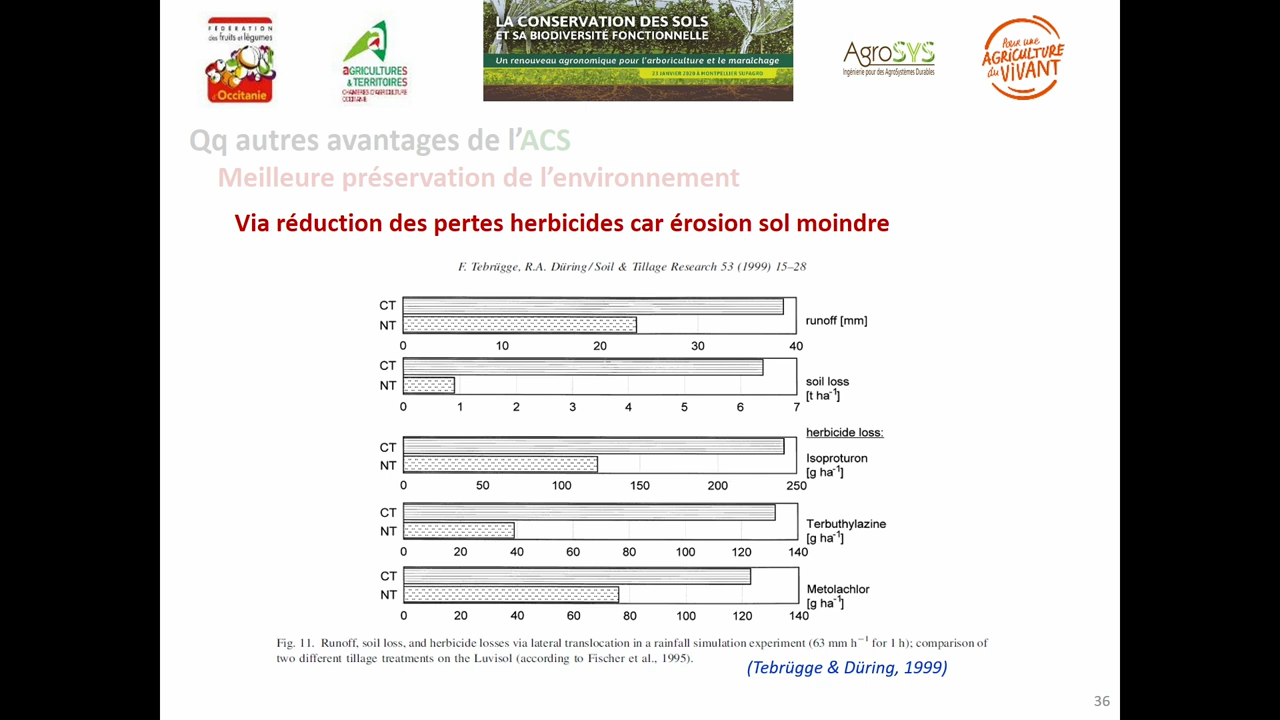 FÉDÉRATION
des fruits et légumes
d'Occitanie
AGRICULTURES
& TERRITOIRES
CHAMBRES D'AGRICULTURE
OCCITANIE
LA CONSERVATION DES SOLS
ET SA BIODIVERSITÉ FONCTIONNELLE
Un renouveau agronomique pour l'arboriculture et le maraîchage
23 JANVIER 2020 À MONTPELLIER SUPAGRO
AgroSYS
Ingénierie pour des AgroSystèmes Durables
Pour une
AGRICULTURE
du VIVANT
Qq autres avantages de l’ACS
Meilleure préservation de l’environnement
Via réduction des pertes herbicides car érosion sol moindre
F. Tebrügge, R.A. Düring / Soil & Tillage Research 53 (1999) 15–28
CT
NT
runoff [mm]
0 10 20 30 40
CT
NT
soil loss
[t ha-1]
0 1 2 3 4 5 6 7
herbicide loss:
CT
NT
Isoproturon
[g ha-1]
0 50 100 150 200 250
CT
NT
Terbuthylazine
[g ha-1]
0 20 40 60 80 100 120 140
CT
NT
Metolachlor
[g ha-1]
0 20 40 60 80 100 120 140
Fig. 11. Runoff, soil loss, and herbicide losses via lateral translocation in a rainfall simulation experiment (63 mm h−1 for 1 h); comparison of
two different tillage treatments on the Luvisol (according to Fischer et al., 1995).
(Tebrügge & Düring, 1999)
36